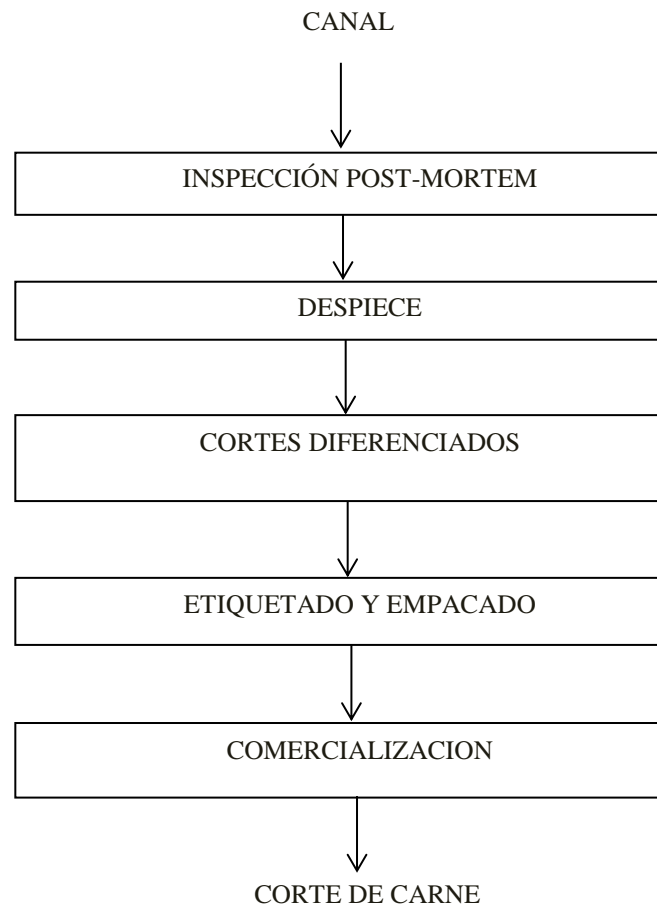 CANAL
INSPECCIÓN POST-MORTEM
DESPIECE
CORTES DIFERENCIADOS
ETIQUETADO Y EMPACADO
COMERCIALIZACION
CORTE DE CARNE